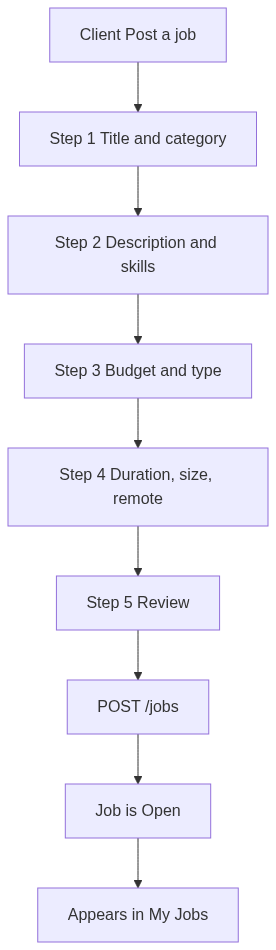 Client Post a job
Step 1 Title and category
Step 2 Description and
skills
Step 3 Budget and type
Step 4 Duration, size,
remote
Step 5 Review
POST /jobs
Job is Open
Appears in My Jobs